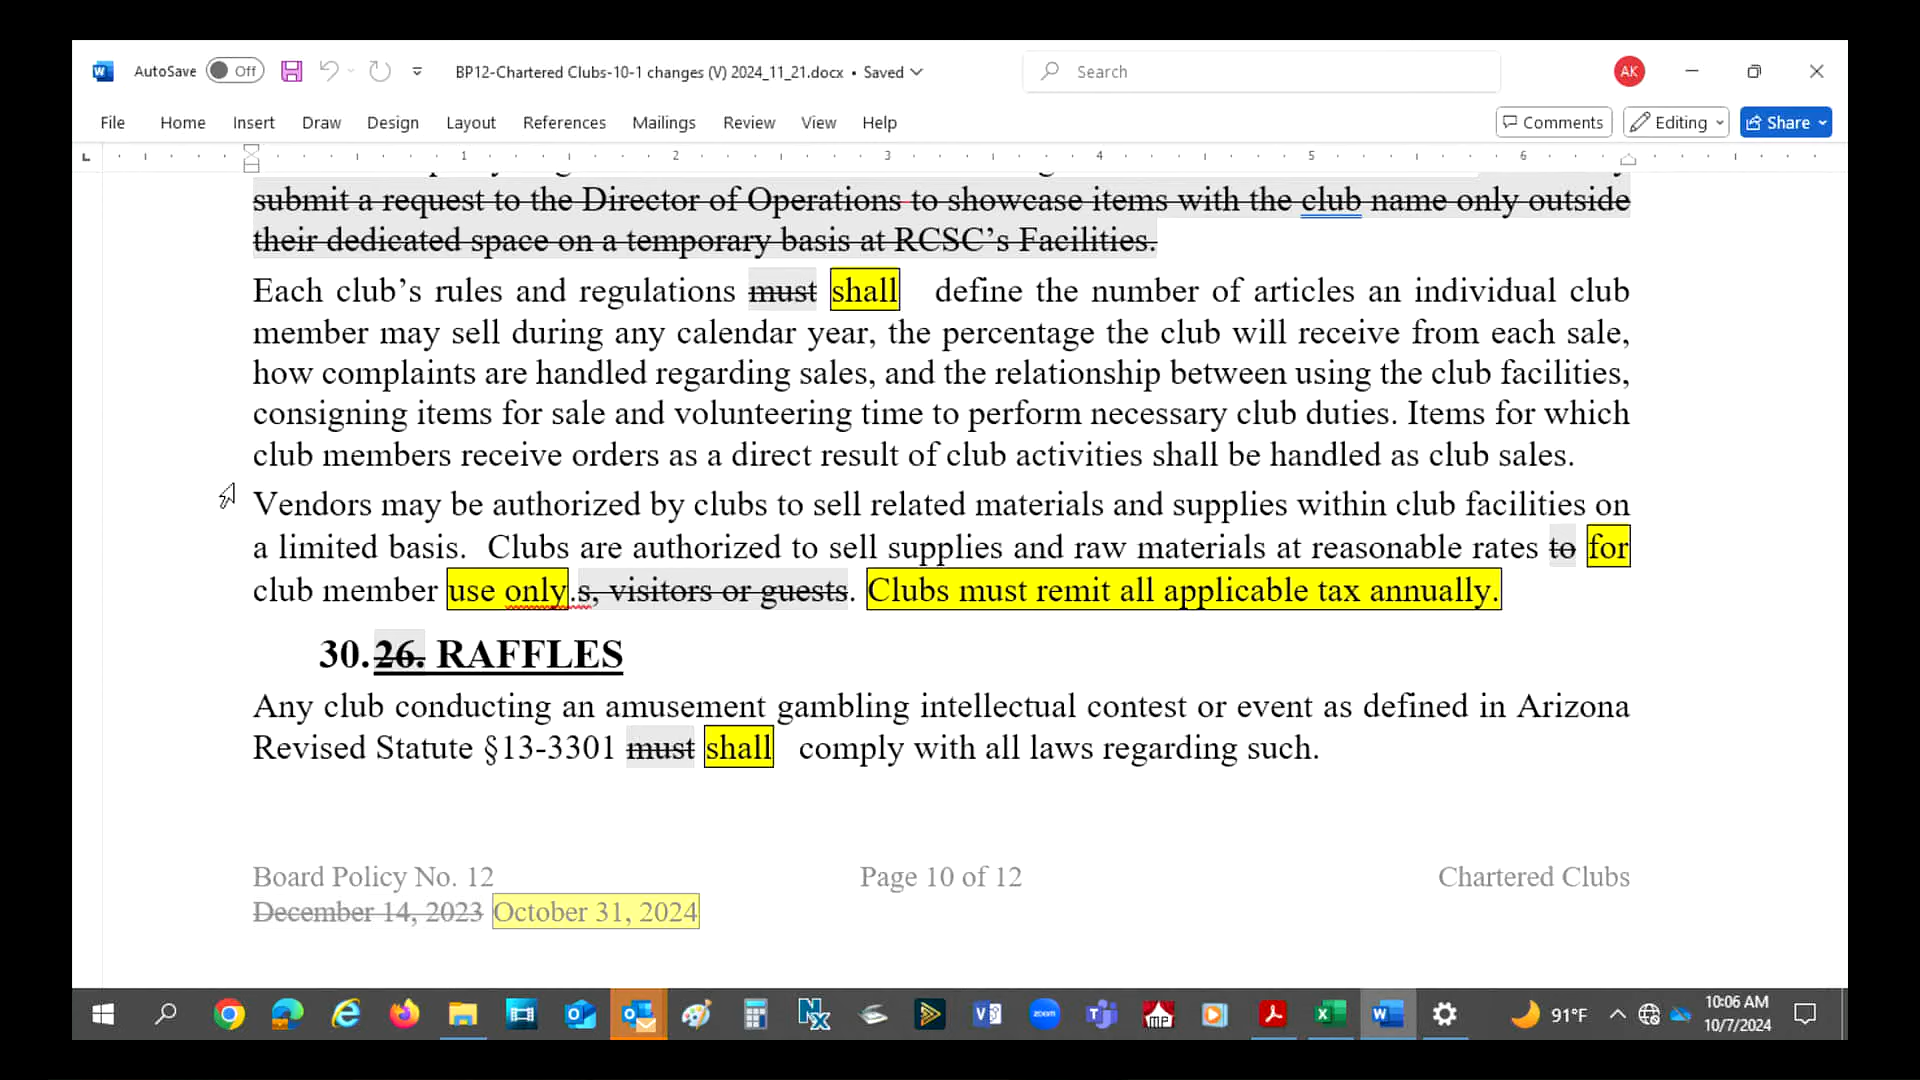 AutoSave Off BP12-Chartered Clubs-10-1 changes (V) 2024_11_21.docx • Saved Search AK
File Home Insert Draw Design Layout References Mailings Review View Help Comments Editing Share
1 2 3 4 5 6
submit a request to the Director of Operations to showcase items with the club name only outside
their dedicated space on a temporary basis at RCSC’s Facilities.
Each club’s rules and regulations must shall define the number of articles an individual club
member may sell during any calendar year, the percentage the club will receive from each sale,
how complaints are handled regarding sales, and the relationship between using the club facilities,
consigning items for sale and volunteering time to perform necessary club duties. Items for which
club members receive orders as a direct result of club activities shall be handled as club sales.
Vendors may be authorized by clubs to sell related materials and supplies within club facilities on
a limited basis. Clubs are authorized to sell supplies and raw materials at reasonable rates to for
club member use only.s, visitors or guests. Clubs must remit all applicable tax annually.
30.26. RAFFLES
Any club conducting an amusement gambling intellectual contest or event as defined in Arizona
Revised Statute §13-3301 must shall comply with all laws regarding such.
Board Policy No. 12 Page 10 of 12 Chartered Clubs
December 14, 2023 October 31, 2024
91°F 10:06 AM
10/7/2024